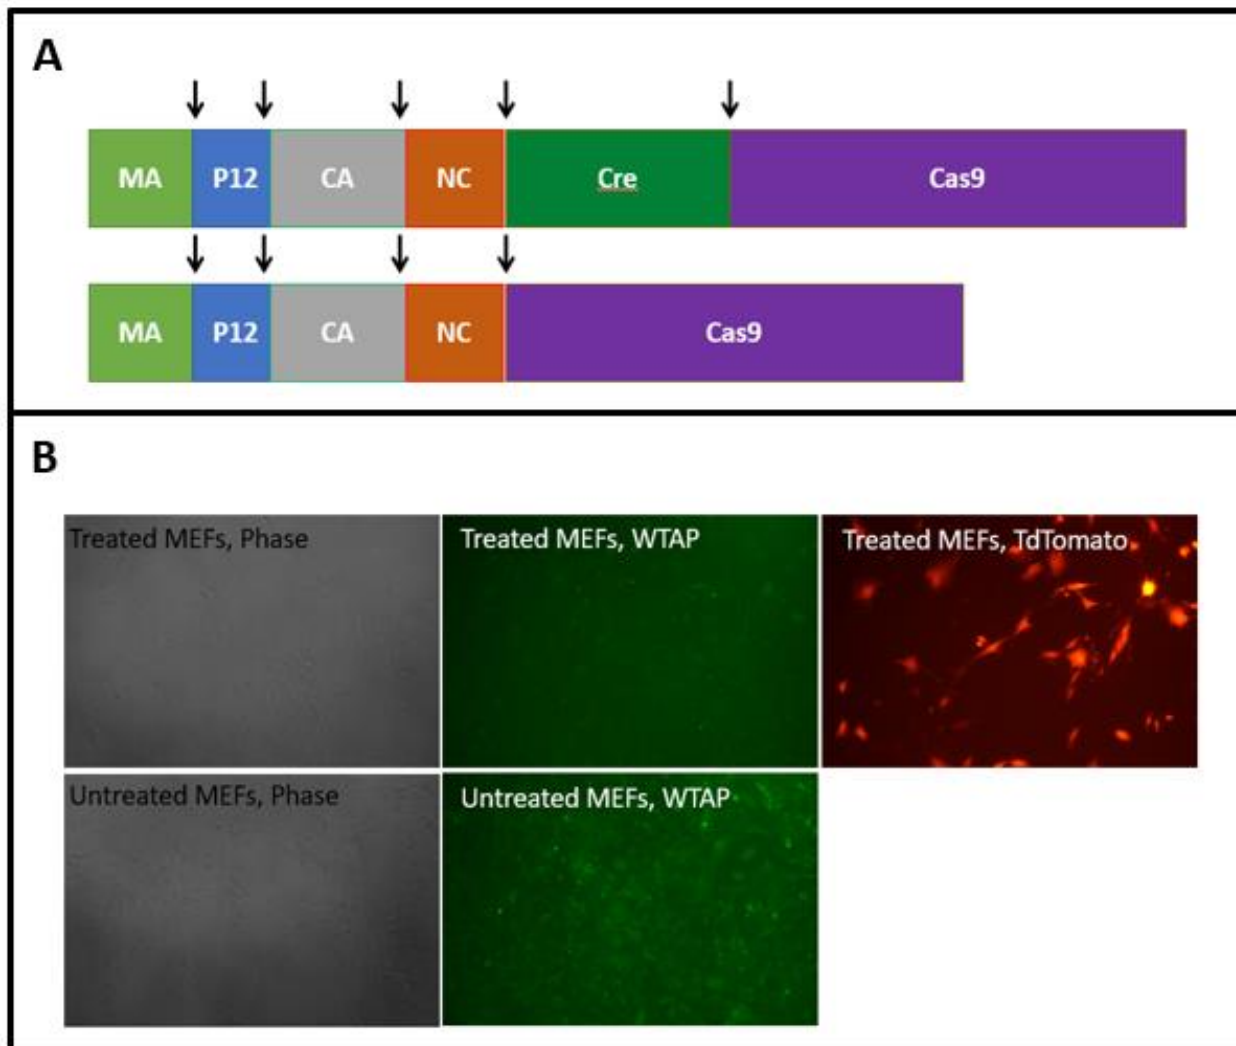 A
MA P12 CA NC Cre Cas9
MA P12 CA NC Cas9
B
Treated MEFs, Phase Treated MEFs, WTAP Treated MEFs, TdTomato
Untreated MEFs, Phase Untreated MEFs, WTAP